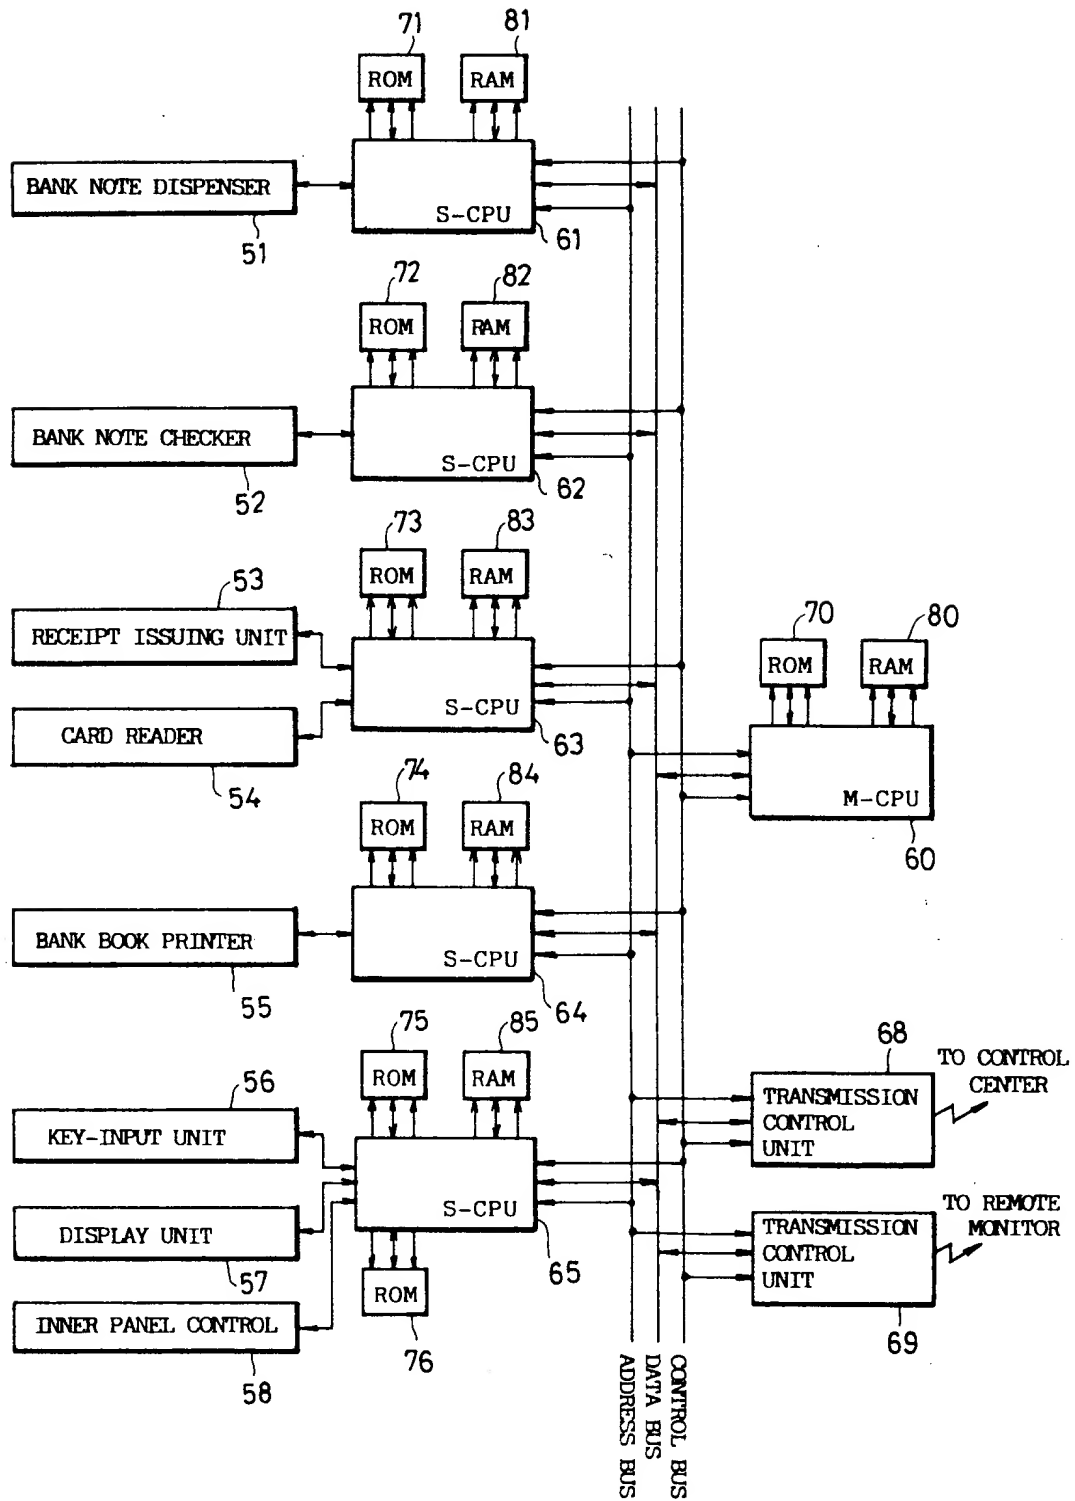 71
81
ROM
RAM
BANK NOTE DISPENSER
S-CPU
51
61
72
82
ROM
RAM
BANK NOTE CHECKER
S-CPU
52
62
73
83
ROM
RAM
53
RECEIPT ISSUING UNIT
S-CPU
CARD READER
54
63
70
80
ROM
RAM
M-CPU
60
74
84
ROM
RAM
BANK BOOK PRINTER
S-CPU
55
64
75
85
ROM
RAM
56
KEY-INPUT UNIT
S-CPU
DISPLAY UNIT
57
65
ROM
76
INNER PANEL CONTROL
58
68
TO CONTROL
CENTER
TRANSMISSION
CONTROL
UNIT
TO REMOTE
MONITOR
TRANSMISSION
CONTROL
UNIT
69
ADDRESS BUS
DATA BUS
CONTROL BUS